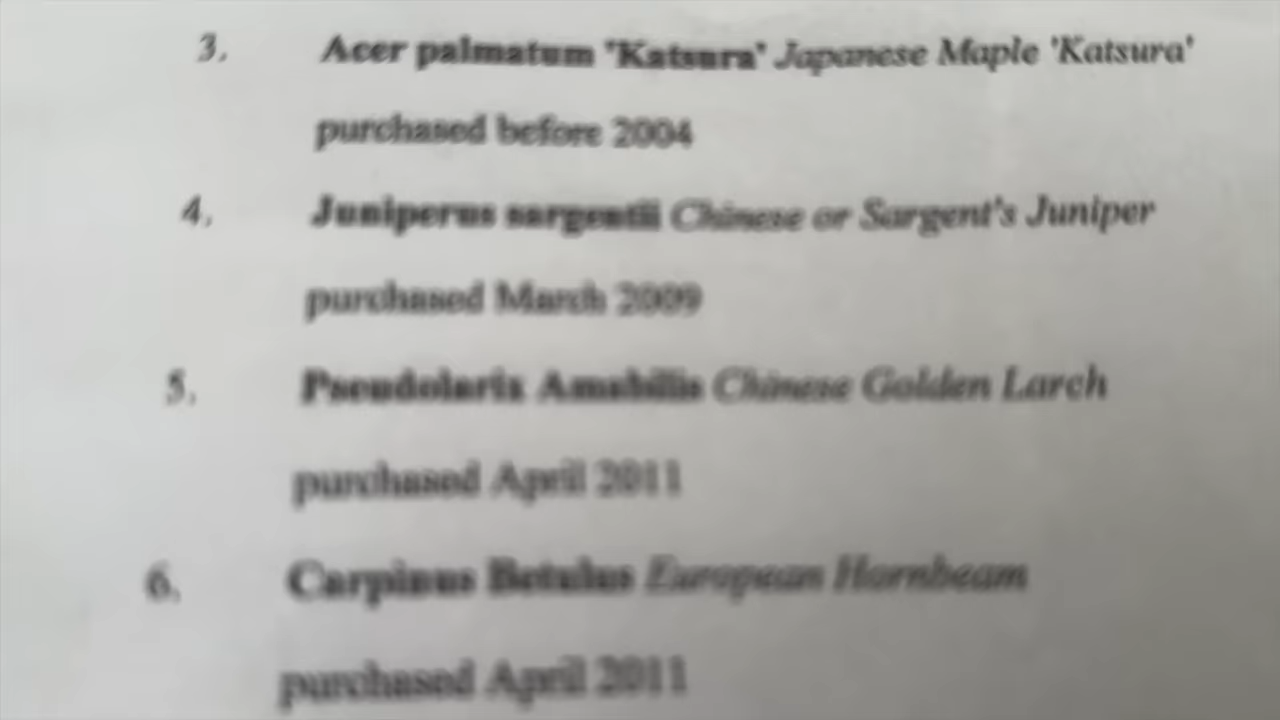 3. Acer palmatum 'Katsura' Japanese Maple 'Katsura'
purchased before 2004
4. Juniperus sargentii Chinese or Sargent's Juniper
purchased March 2009
5. Pseudolarix Amabilis Chinese Golden Larch
purchased April 2011
6. Carpinus Betulus European Hornbeam
purchased April 2011